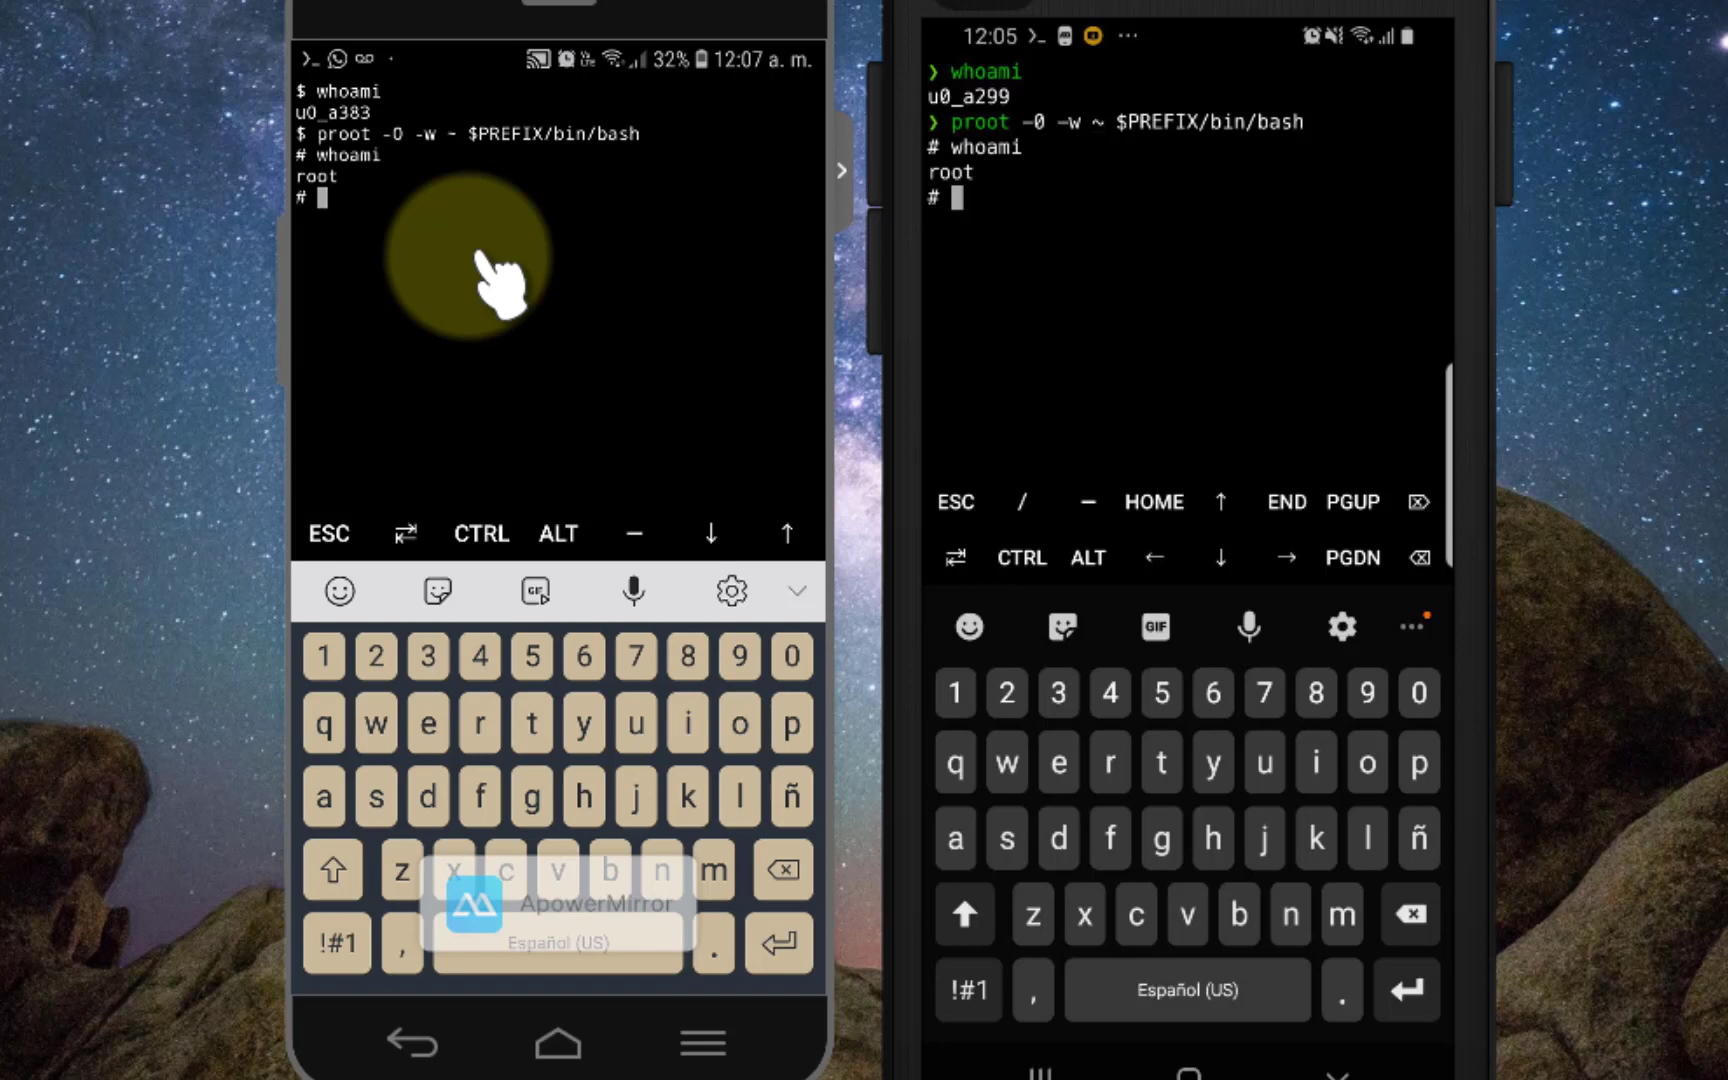 32% 12:07 a. m.
$ whoami
u0_a383
$ proot -0 -w ~ $PREFIX/bin/bash
# whoami
root
#
ESC CTRL ALT – ↓ ↑
GIF
1 2 3 4 5 6 7 8 9 0
q w e r t y u i o p
a s d f g h j k l ñ
z x c v b n m
ApowerMirror
!#1 , Español (US) .
12:05
❯ whoami
u0_a299
❯ proot -0 -w ~ $PREFIX/bin/bash
# whoami
root
#
ESC / – HOME ↑ END PGUP
CTRL ALT ← ↓ → PGDN
GIF
1 2 3 4 5 6 7 8 9 0
q w e r t y u i o p
a s d f g h j k l ñ
z x c v b n m
!#1 , Español (US) .